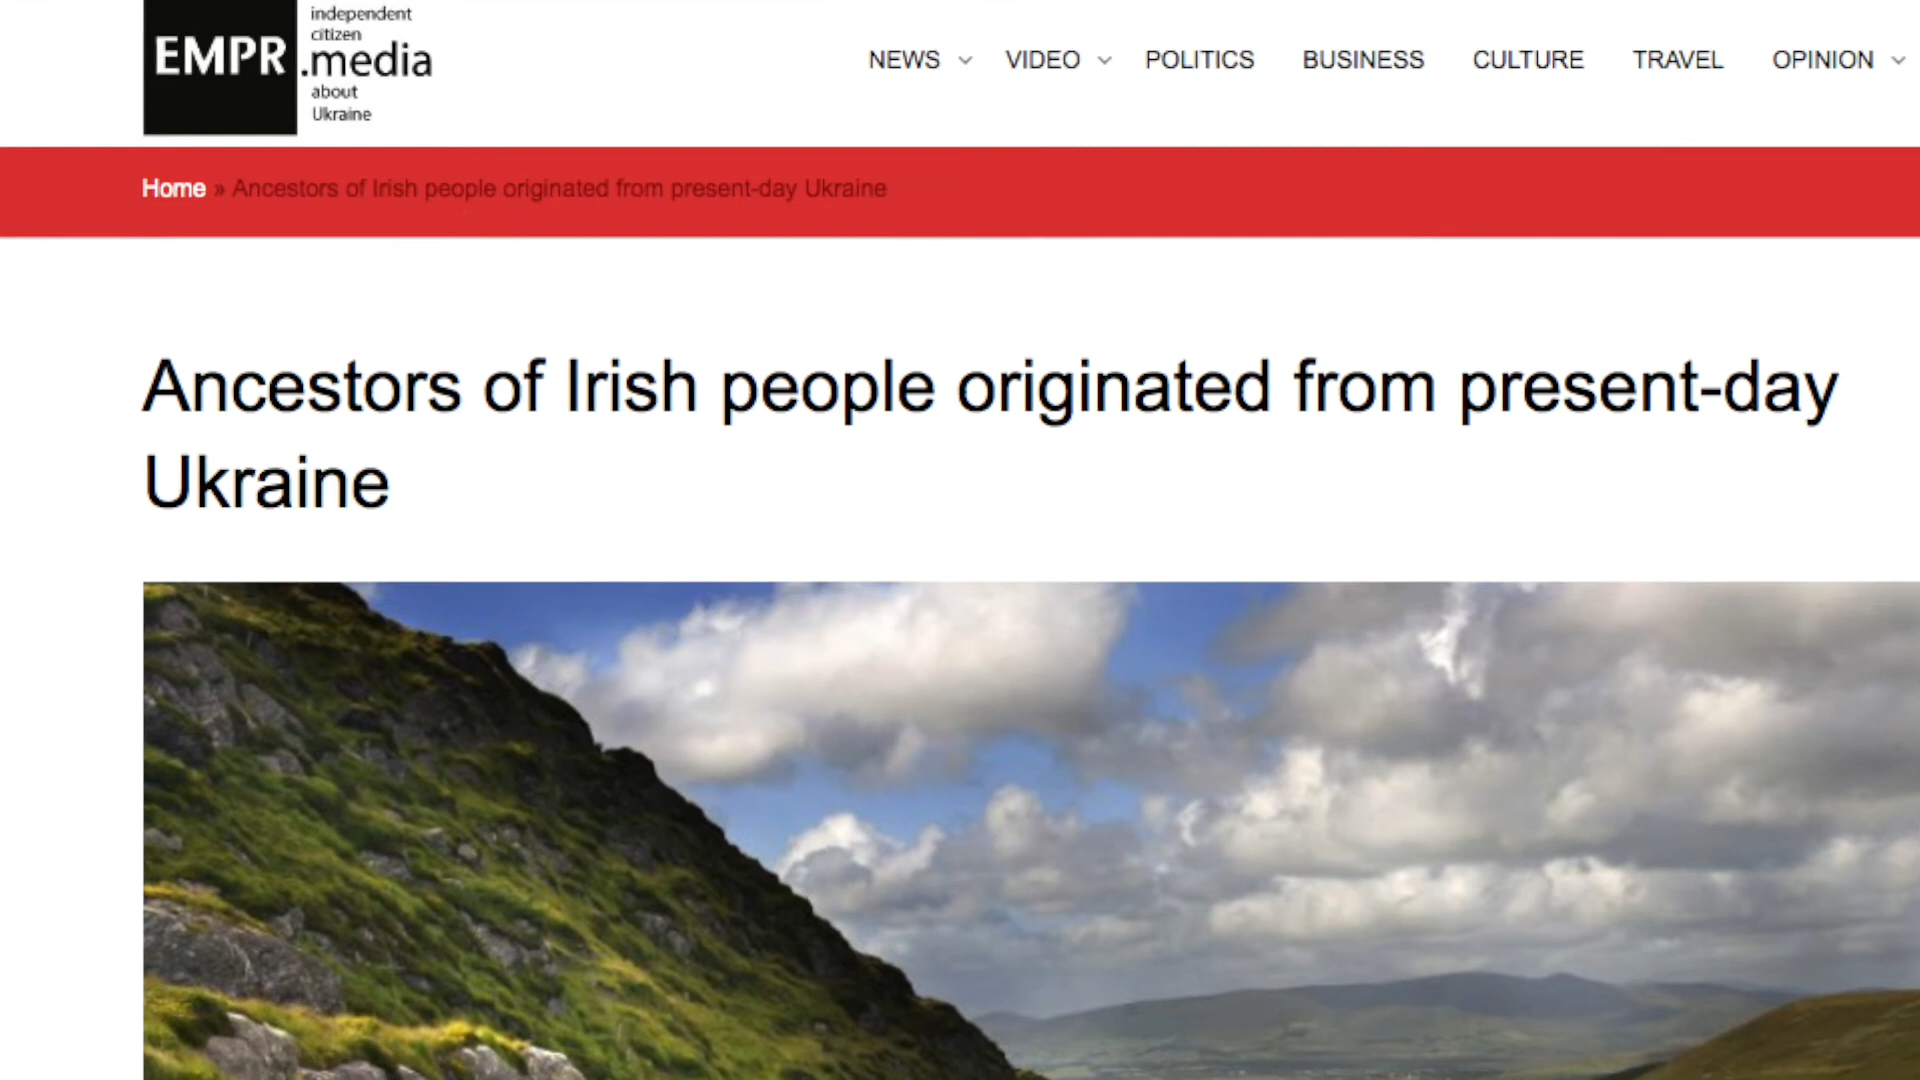 independent
citizen
EMPR .media
about
Ukraine
NEWS VIDEO POLITICS BUSINESS CULTURE TRAVEL OPINION
Home » Ancestors of Irish people originated from present-day Ukraine
Ancestors of Irish people originated from present-day
Ukraine